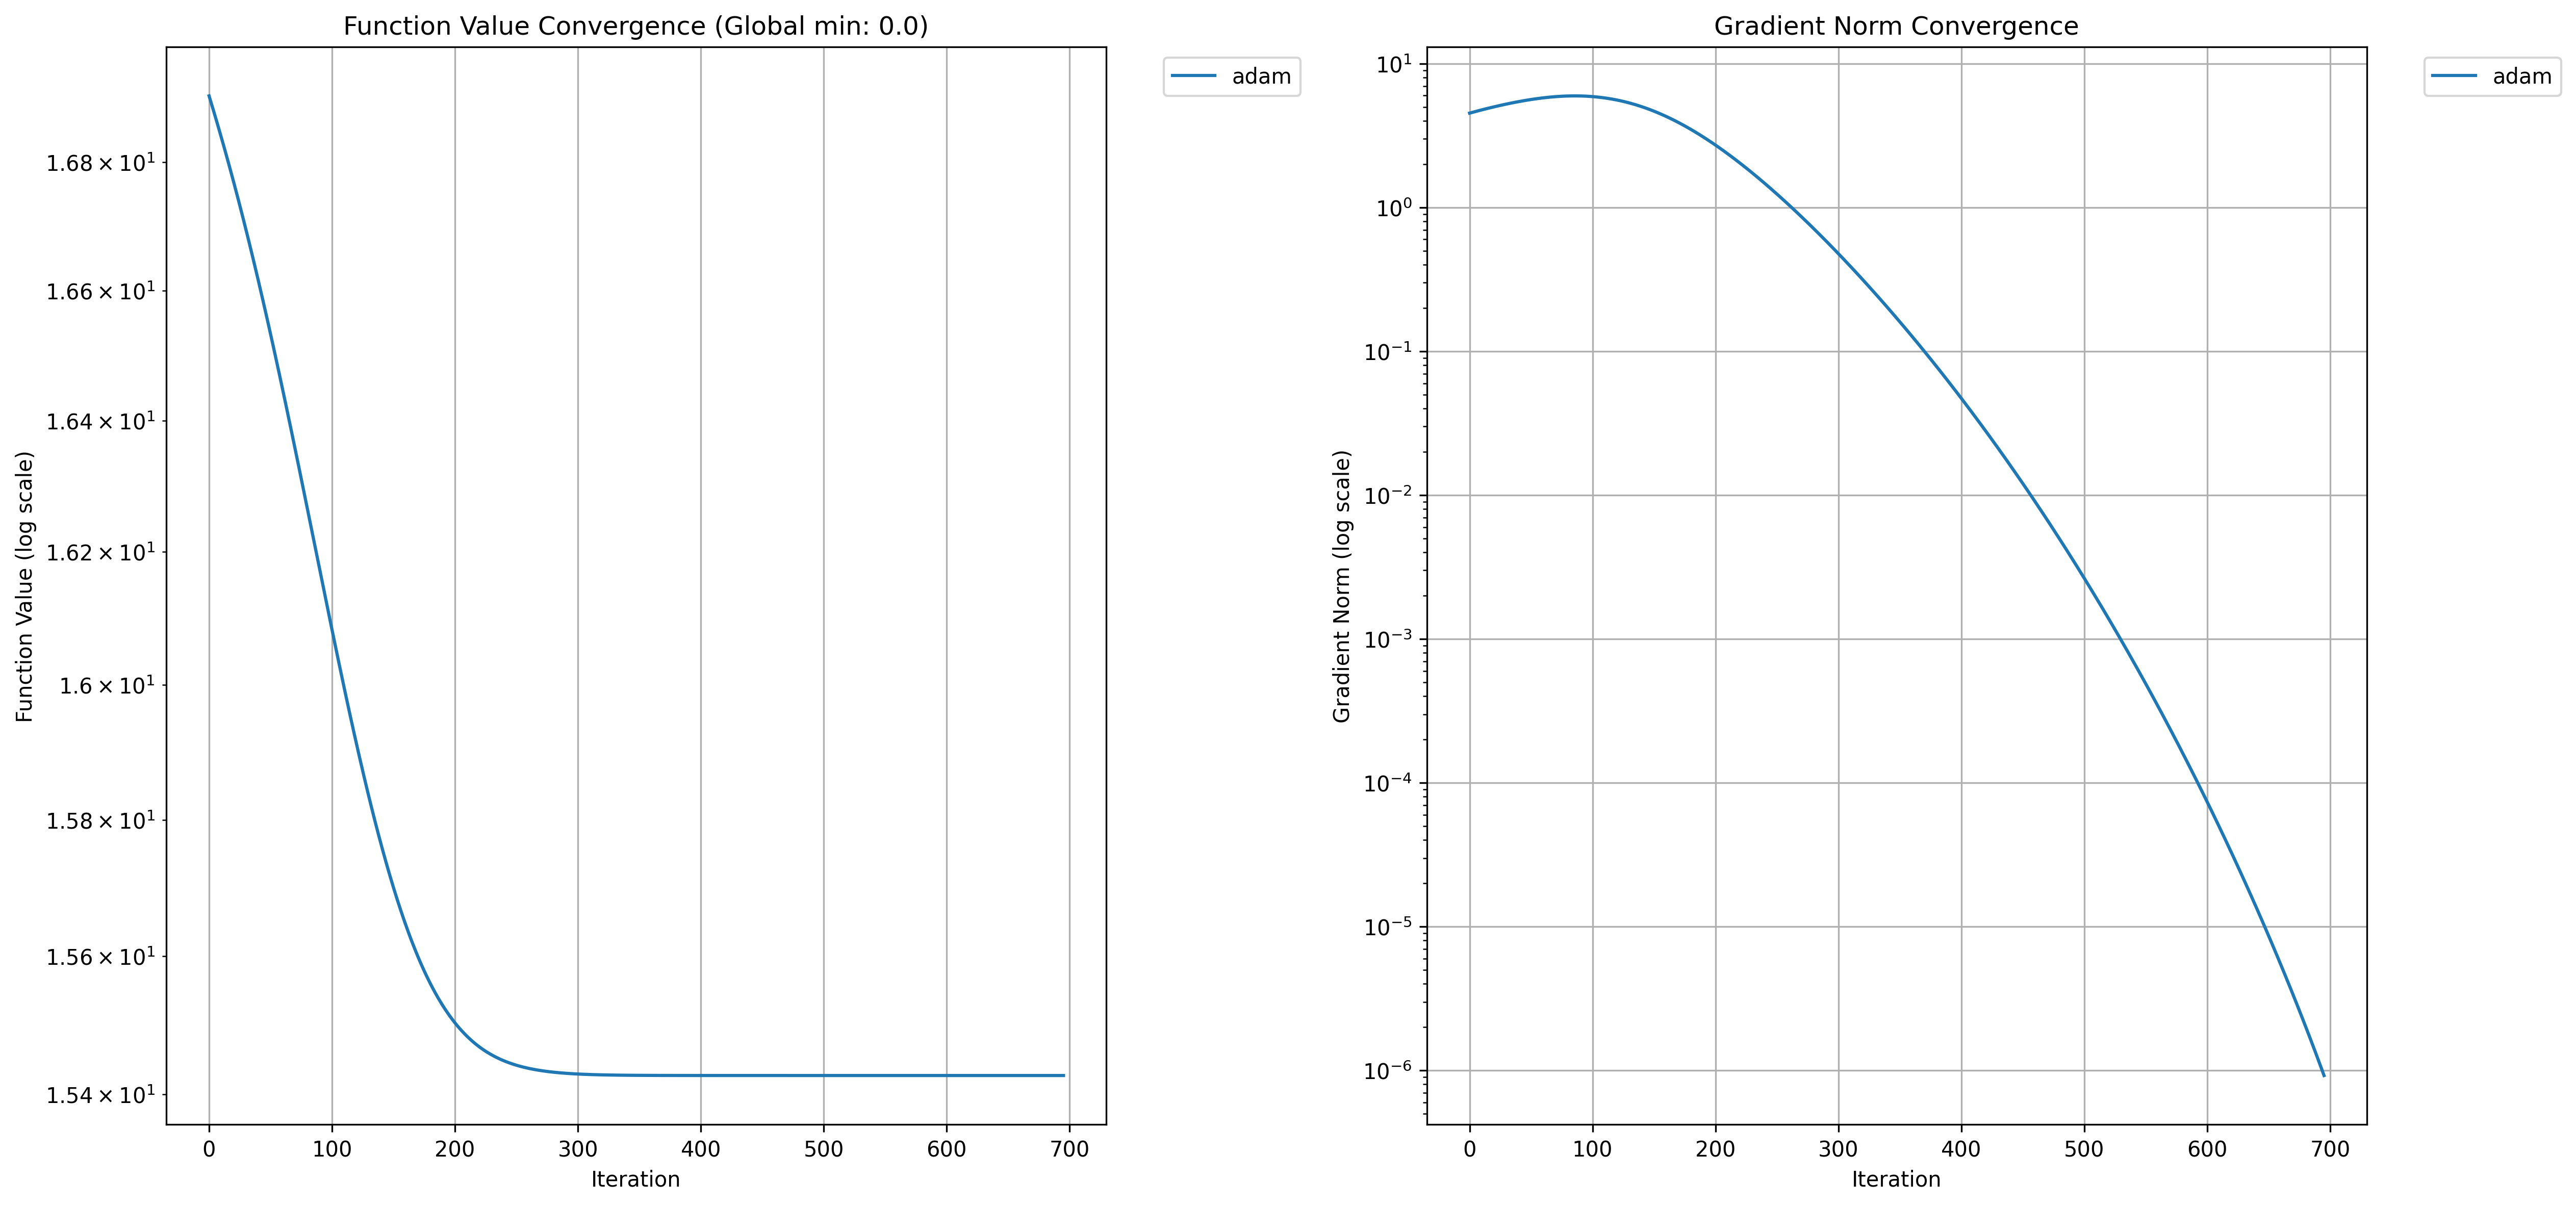 Function Value Convergence (Global min: 0.0)
adam
Function Value (log scale)
1.68 × 10¹
1.66 × 10¹
1.64 × 10¹
1.62 × 10¹
1.6 × 10¹
1.58 × 10¹
1.56 × 10¹
1.54 × 10¹
0 100 200 300 400 500 600 700
Iteration
Gradient Norm Convergence
adam
Gradient Norm (log scale)
10¹
10⁰
10⁻¹
10⁻²
10⁻³
10⁻⁴
10⁻⁵
10⁻⁶
0 100 200 300 400 500 600 700
Iteration